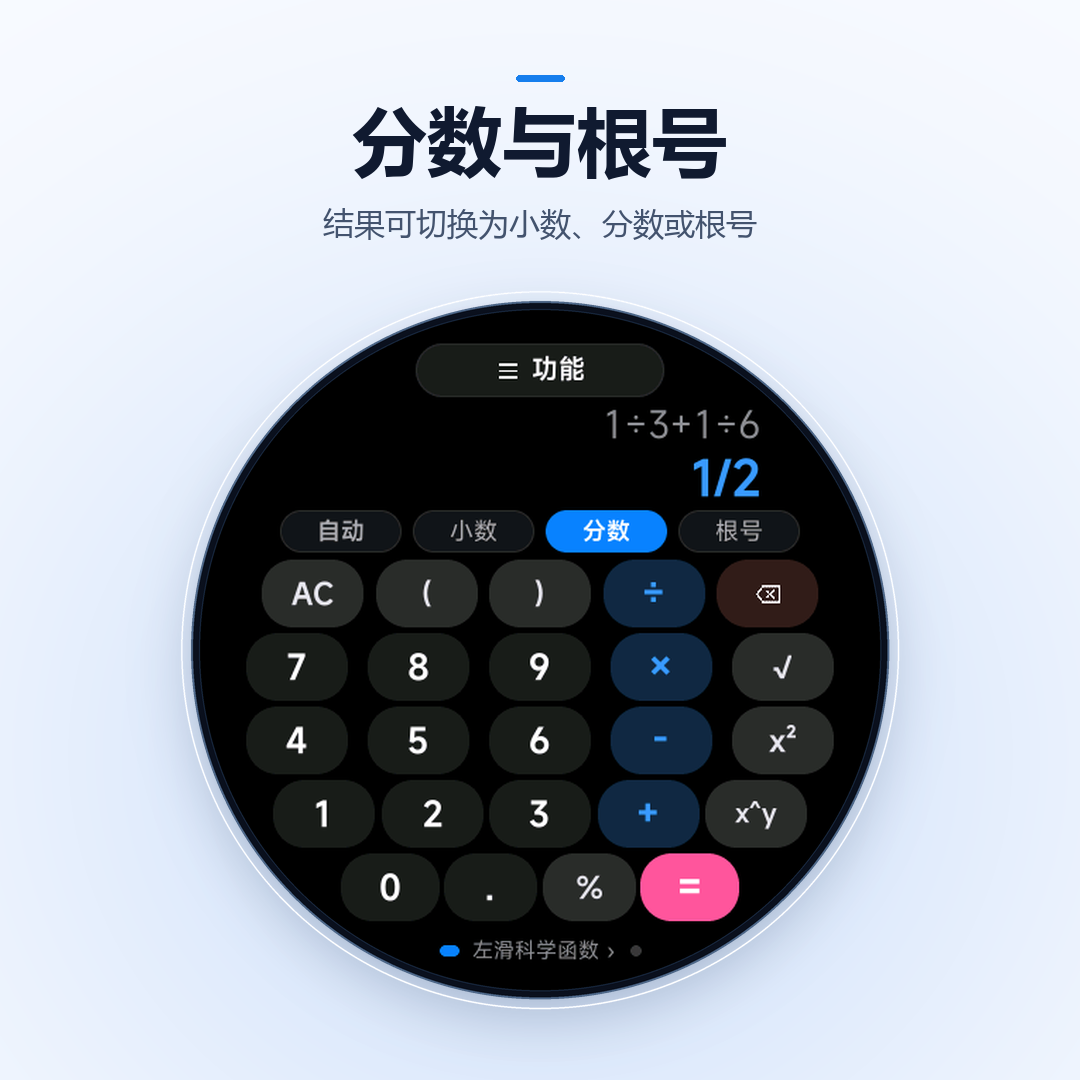 分数与根号
结果可切换为小数、分数或根号
☰ 功能
1÷3+1÷6
1/2
自动 小数 分数 根号
AC ( ) ÷ ⌫
7 8 9 × √
4 5 6 - x²
1 2 3 + x^y
0 . % =
左滑科学函数 ›